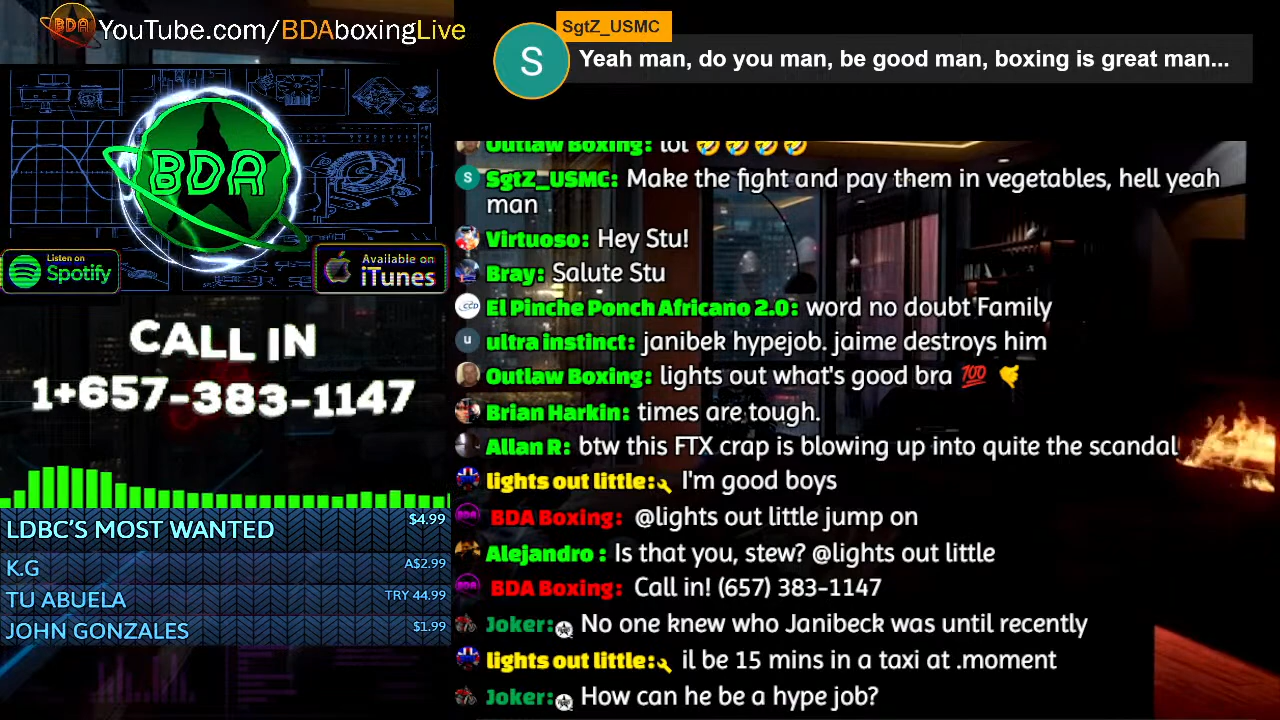 BDA
YouTube.com/BDAboxingLive
SgtZ_USMC
S
Yeah man, do you man, be good man, boxing is great man...
BDA
Listen on
Spotify
Available on
iTunes
CALL IN
1+657-383-1147
LDBC'S MOST WANTED $4.99
K.G A$2.99
TU ABUELA TRY 44.99
JOHN GONZALES $1.99
Outlaw Boxing: lol 🤣🤣🤣🤣
S SgtZ_USMC: Make the fight and pay them in vegetables, hell yeah
man
Virtuoso: Hey Stu!
Bray: Salute Stu
El Pinche Ponch Africano 2.0: word no doubt Family
u ultra instinct: janibek hypejob. jaime destroys him
Outlaw Boxing: lights out what's good bra 💯 🤙
Brian Harkin: times are tough.
Allan R: btw this FTX crap is blowing up into quite the scandal
lights out little: I'm good boys
BDA BDA Boxing: @lights out little jump on
Alejandro : Is that you, stew? @lights out little
BDA BDA Boxing: Call in! (657) 383-1147
Joker: No one knew who Janibeck was until recently
lights out little: il be 15 mins in a taxi at .moment
Joker: How can he be a hype job?